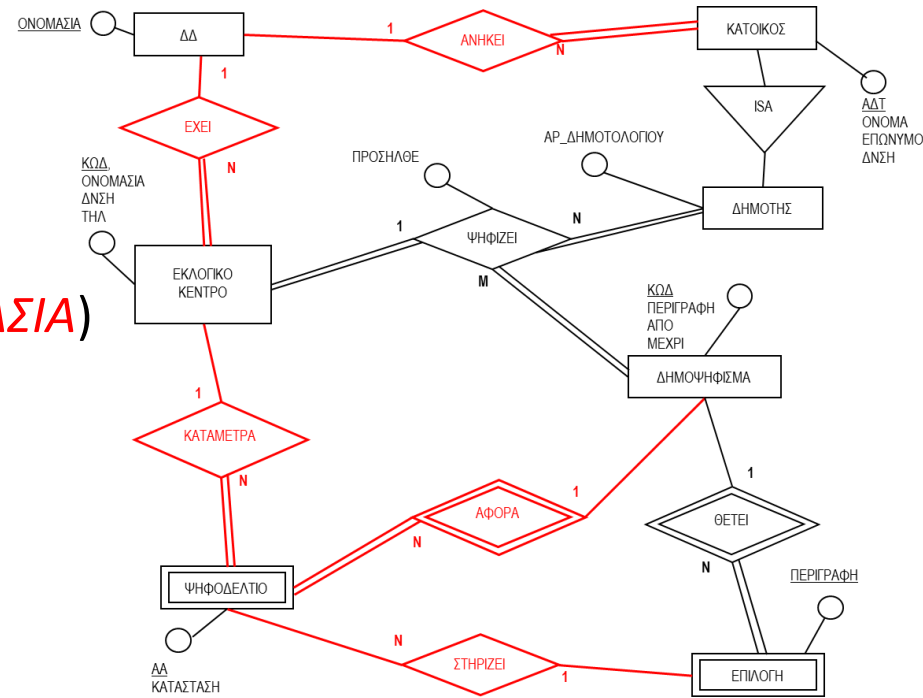 ΟΝΟΜΑΣΙΑ
ΔΔ
1
ΑΝΗΚΕΙ
N
ΚΑΤΟΙΚΟΣ
1
ΕΧΕΙ
N
ISA
ΑΔΤ
ΟΝΟΜΑ
ΕΠΩΝΥΜΟ
ΔΝΣΗ
ΚΩΔ,
ΟΝΟΜΑΣΙΑ
ΔΝΣΗ
ΤΗΛ
ΠΡΟΣΗΛΘΕ
ΑΡ_ΔΗΜΟΤΟΛΟΓΙΟΥ
ΔΗΜΟΤΗΣ
1
ΨΗΦΙΖΕΙ
N
M
ΕΚΛΟΓΙΚΟ
ΚΕΝΤΡΟ
ΑΣΙΑ)
ΚΩΔ
ΠΕΡΙΓΡΑΦΗ
ΑΠΟ
ΜΕΧΡΙ
ΔΗΜΟΨΗΦΙΣΜΑ
1
ΚΑΤΑΜΕΤΡΑ
N
ΑΦΟΡΑ
1
N
1
ΘΕΤΕΙ
N
ΨΗΦΟΔΕΛΤΙΟ
ΠΕΡΙΓΡΑΦΗ
ΑΑ
ΚΑΤΑΣΤΑΣΗ
N
ΣΤΗΡΙΖΕΙ
1
ΕΠΙΛΟΓΗ